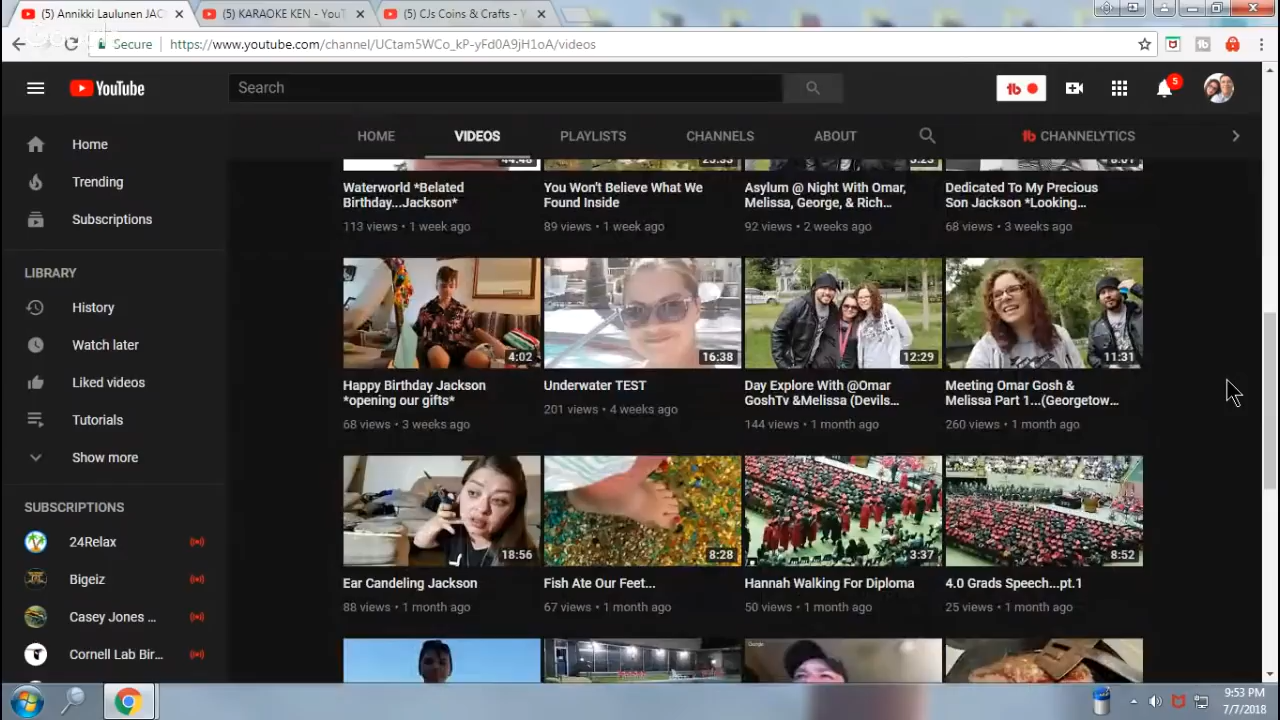 (5) Annikki Laulunen JAC
(5) KARAOKE KEN - YouT
(5) CJs Coins & Crafts - Y
Secure
https://www.youtube.com/channel/UCtam5WCo_kP-yFd0A9jH1oA/videos
YouTube
Search
5
HOME
VIDEOS
PLAYLISTS
CHANNELS
ABOUT
CHANNELYTICS
Home
Trending
Subscriptions
LIBRARY
History
Watch later
Liked videos
Tutorials
Show more
SUBSCRIPTIONS
24Relax
Bigeiz
Casey Jones ...
Cornell Lab Bir...
Waterworld *Belated
Birthday...Jackson*
113 views • 1 week ago
You Won't Believe What We
Found Inside
89 views • 1 week ago
Asylum @ Night With Omar,
Melissa, George, & Rich...
92 views • 2 weeks ago
Dedicated To My Precious
Son Jackson *Looking...
68 views • 3 weeks ago
4:02
Happy Birthday Jackson
*opening our gifts*
68 views • 3 weeks ago
16:38
Underwater TEST
201 views • 4 weeks ago
12:29
Day Explore With @Omar
GoshTv &Melissa (Devils...
144 views • 1 month ago
11:31
Meeting Omar Gosh &
Melissa Part 1...(Georgetow...
260 views • 1 month ago
18:56
Ear Candeling Jackson
88 views • 1 month ago
8:28
Fish Ate Our Feet...
67 views • 1 month ago
3:37
Hannah Walking For Diploma
50 views • 1 month ago
8:52
4.0 Grads Speech...pt.1
25 views • 1 month ago
Google
9:53 PM
7/7/2018